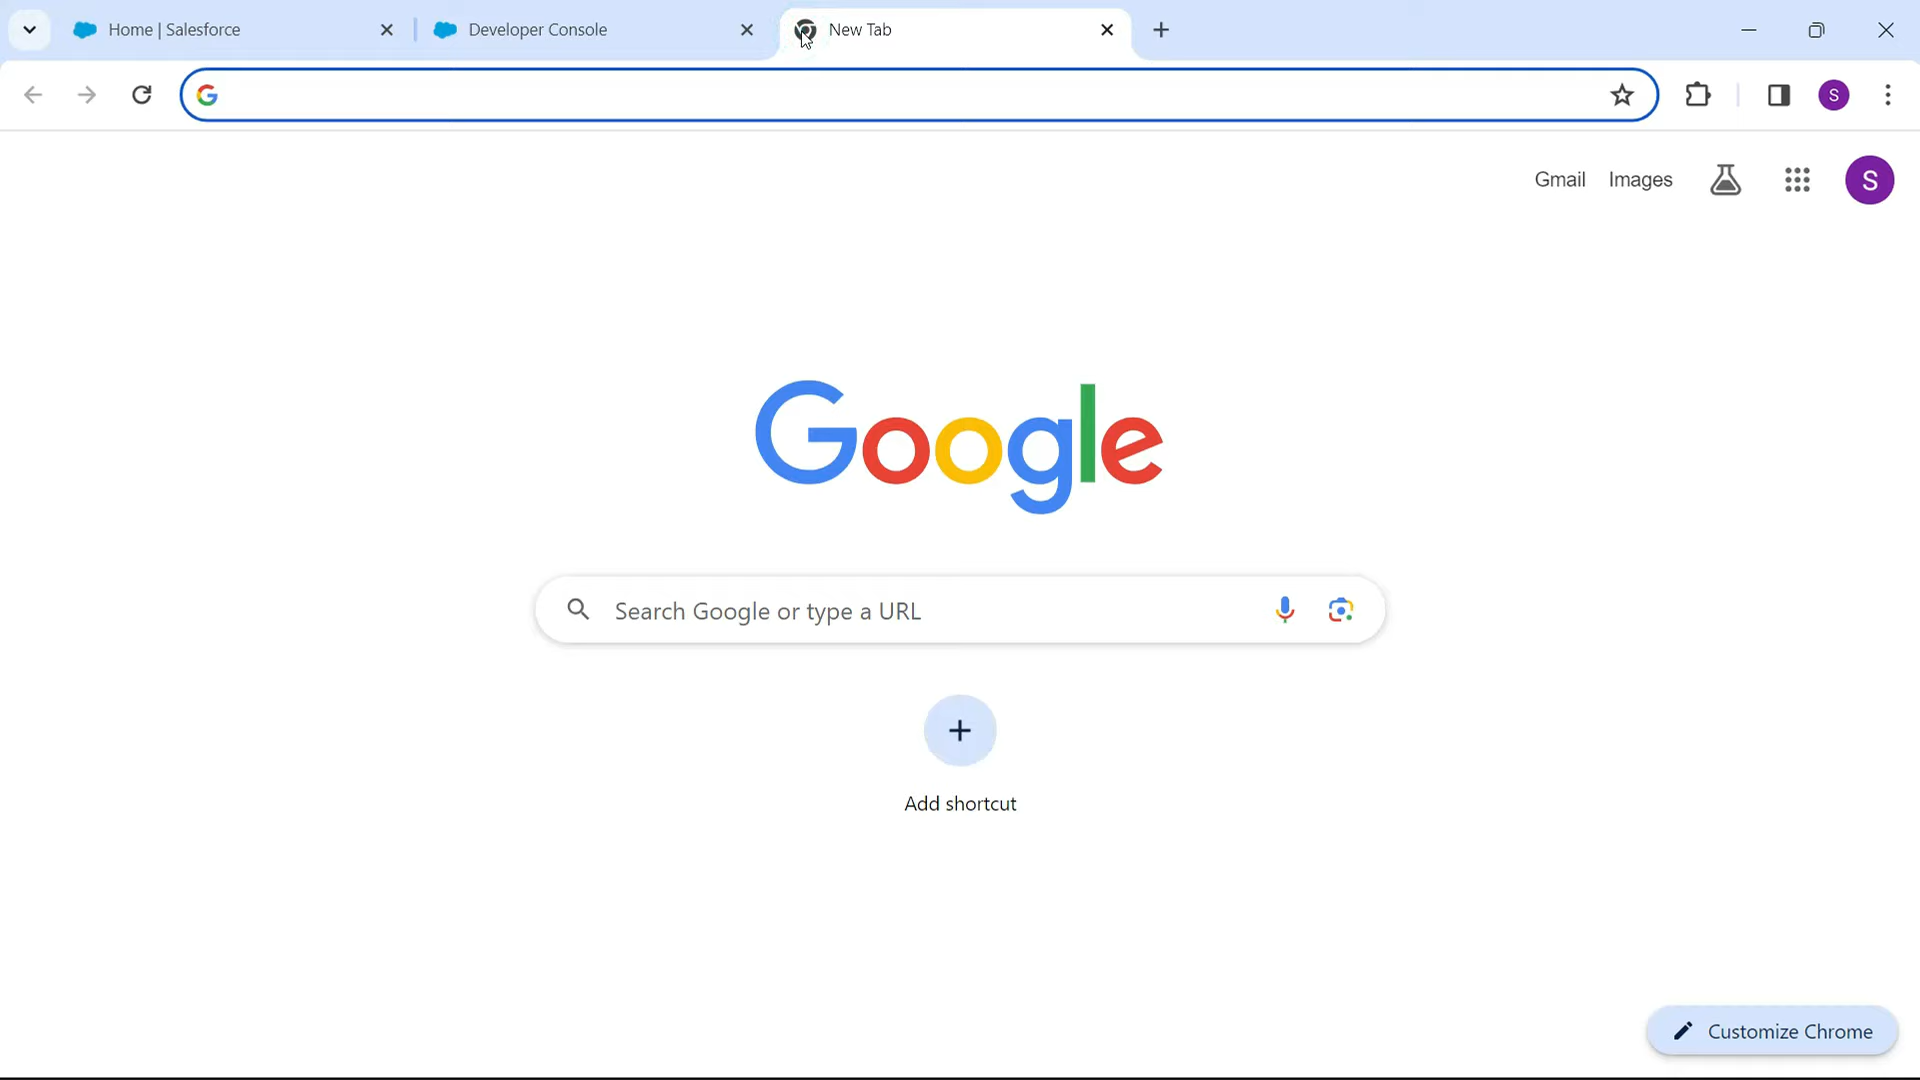 Home | Salesforce
Developer Console
New Tab
S
Gmail
Images
S
Google
Search Google or type a URL
Add shortcut
Customize Chrome